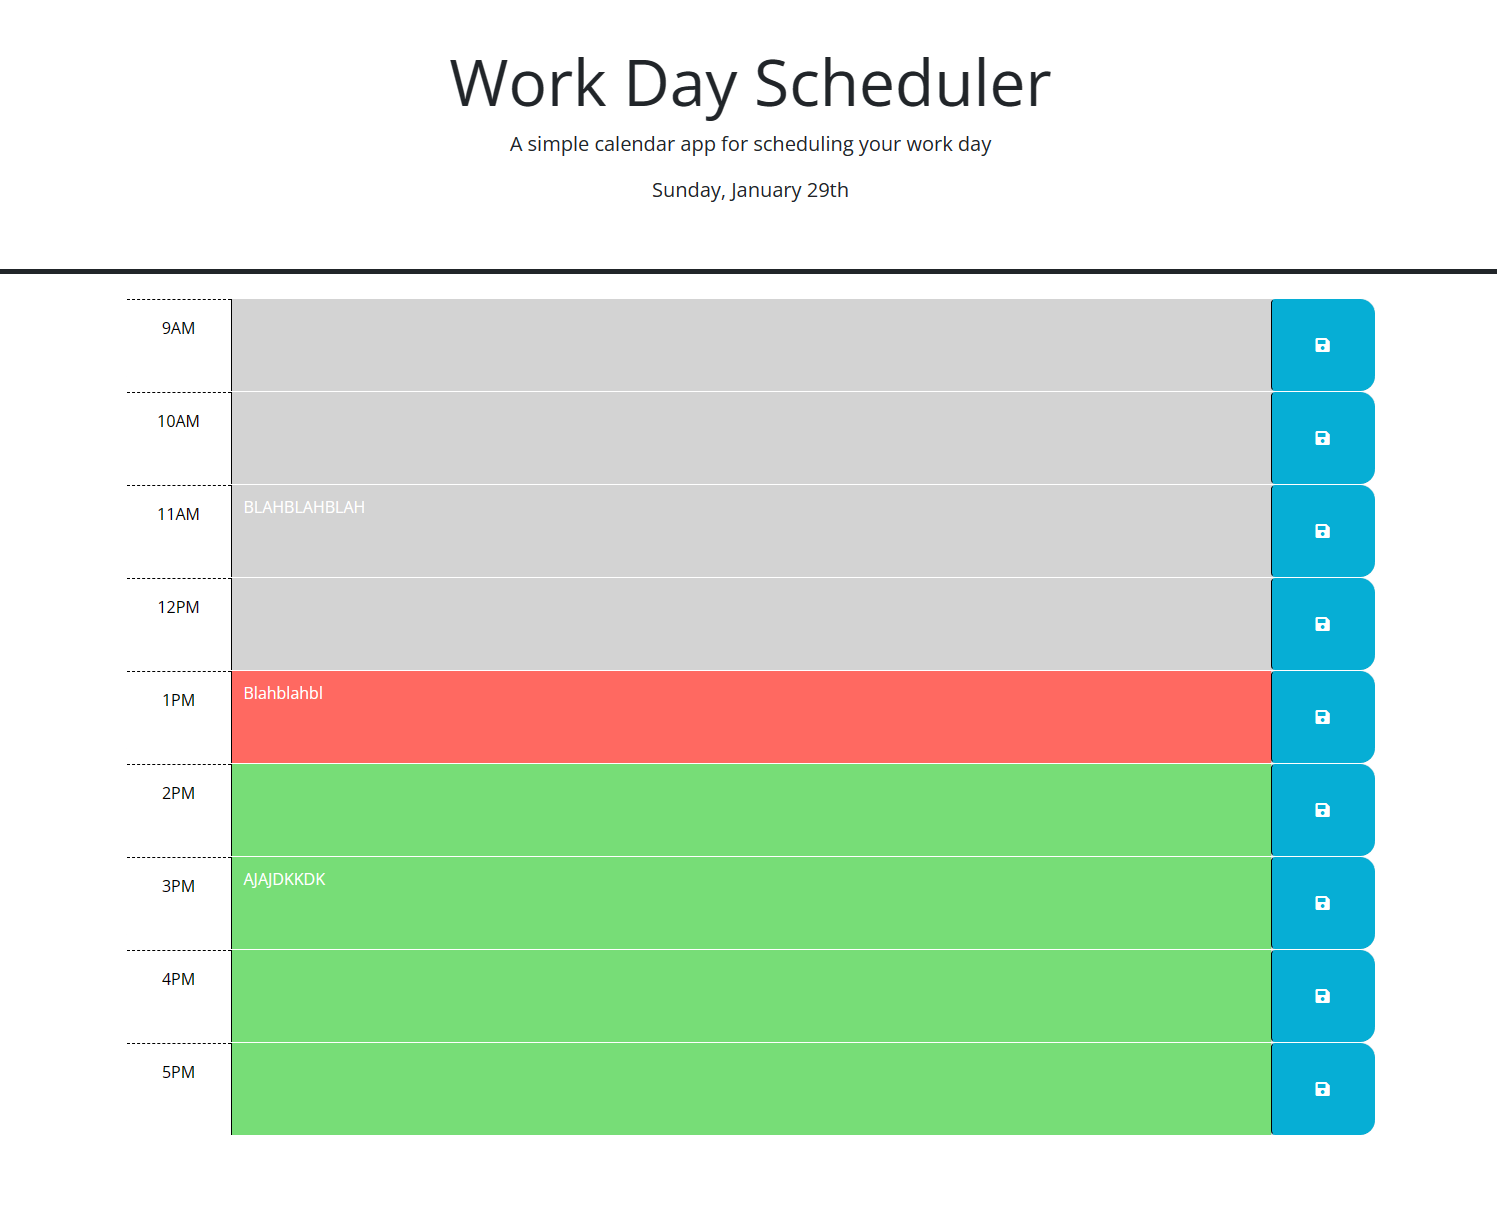 Work Day Scheduler
A simple calendar app for scheduling your work day
Sunday, January 29th
9AM
10AM
11AM BLAHBLAHBLAH
12PM
1PM Blahblahbl
2PM
3PM AJAJDKKDK
4PM
5PM